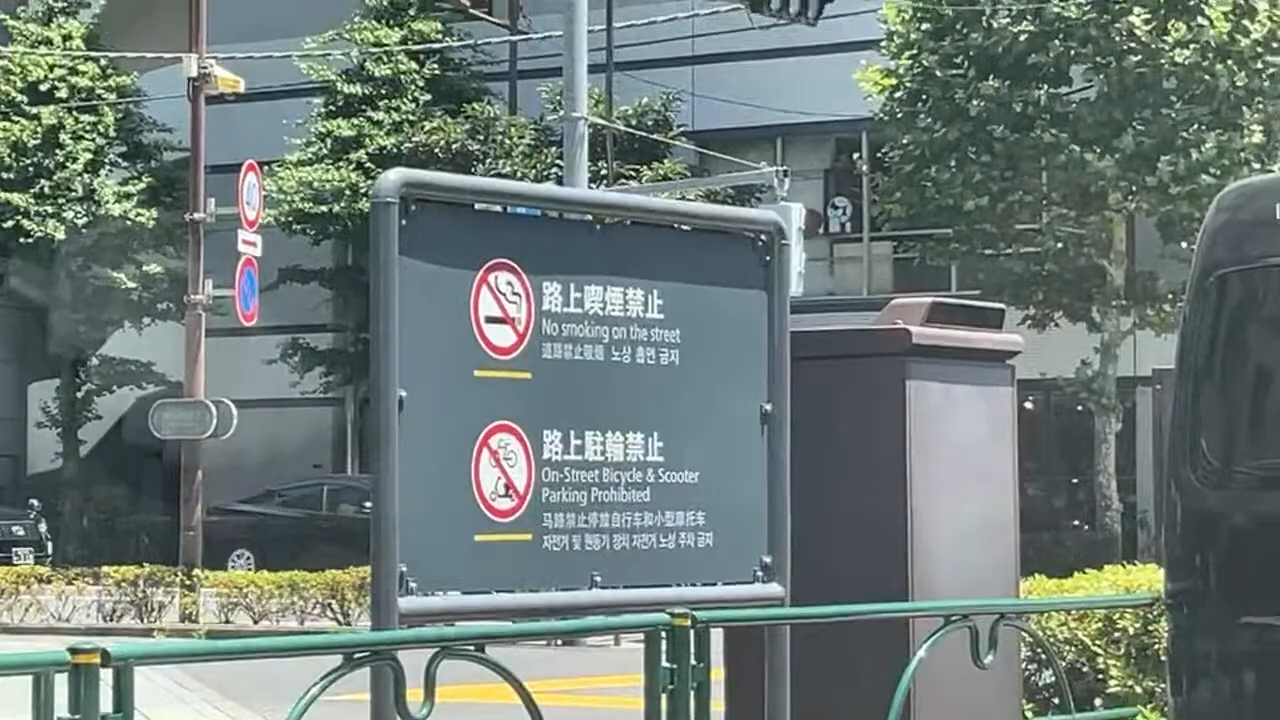 40
路上喫煙禁止
No smoking on the street
道路禁止吸烟 노상 흡연 금지
路上駐輪禁止
On-Street Bicycle & Scooter
Parking Prohibited
马路禁止停放自行车和小型摩托车
자전거 및 원동기 장치 자전거 노상 주차 금지